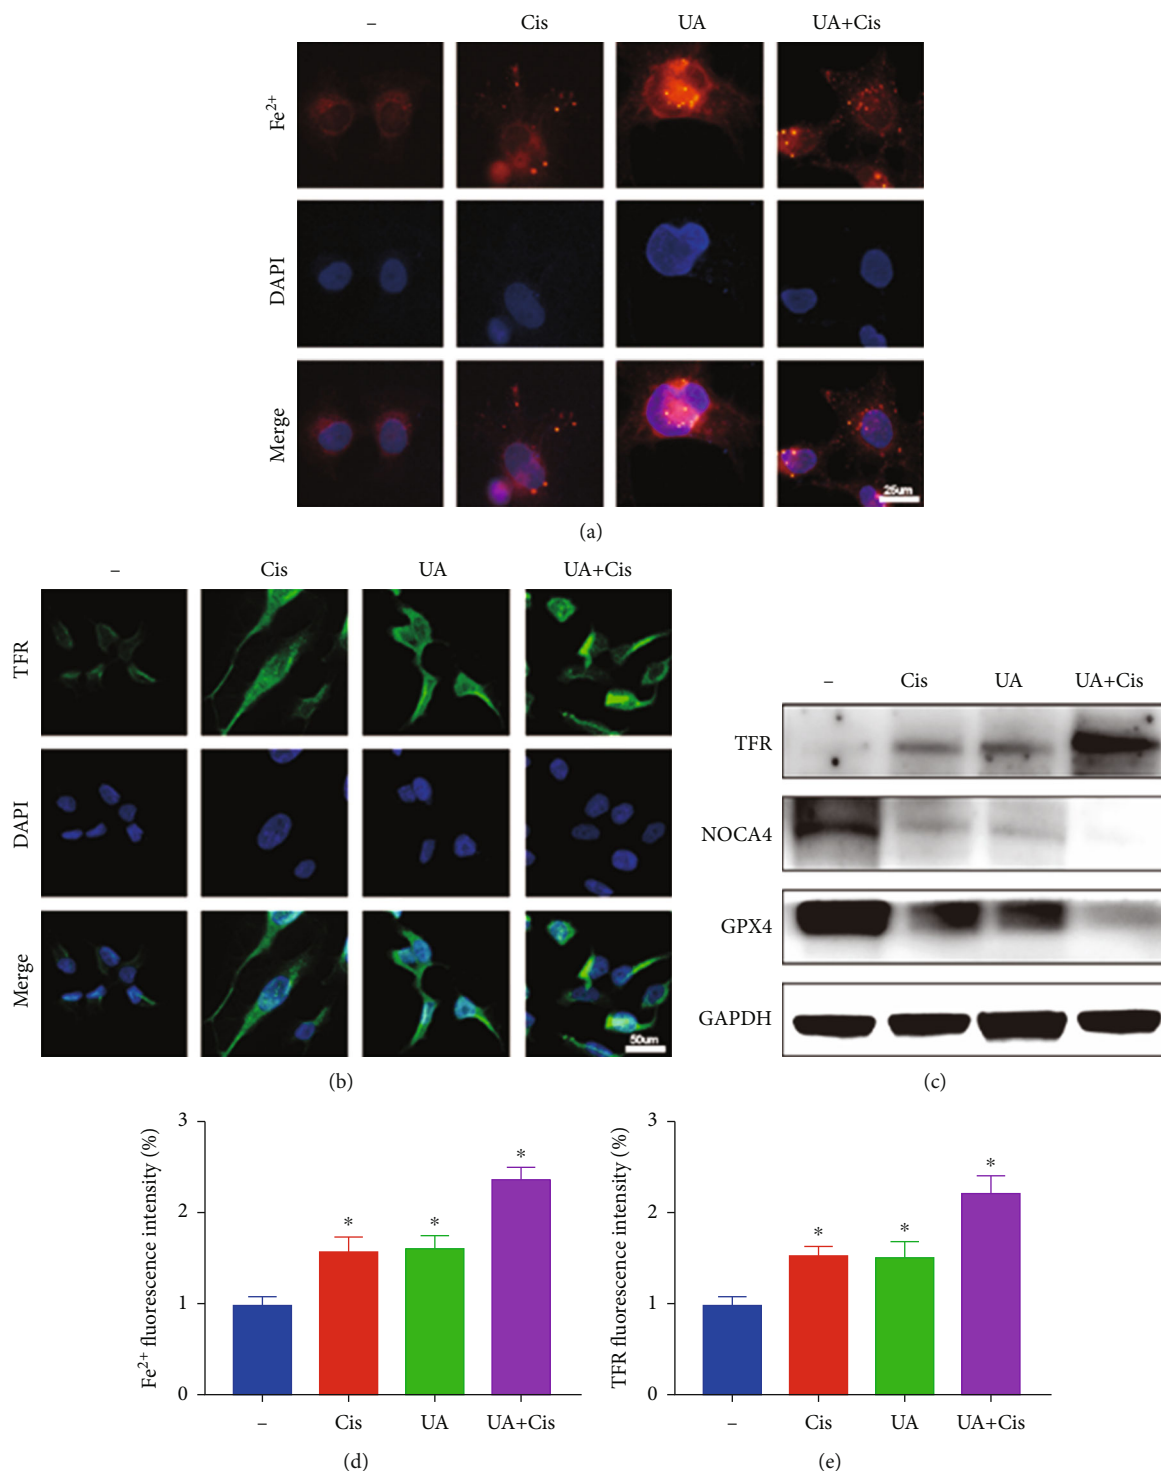 – Cis UA UA+Cis
Fe²⁺
DAPI
Merge
25um
(a)
– Cis UA UA+Cis
TFR
DAPI
Merge
50um
(b)
– Cis UA UA+Cis
TFR
NOCA4
GPX4
GAPDH
(c)
Fe²⁺ fluorescence intensity (%)
3
2
1
0
* * *
– Cis UA UA+Cis
(d)
TFR fluorescence intensity (%)
3
2
1
0
* * *
– Cis UA UA+Cis
(e)